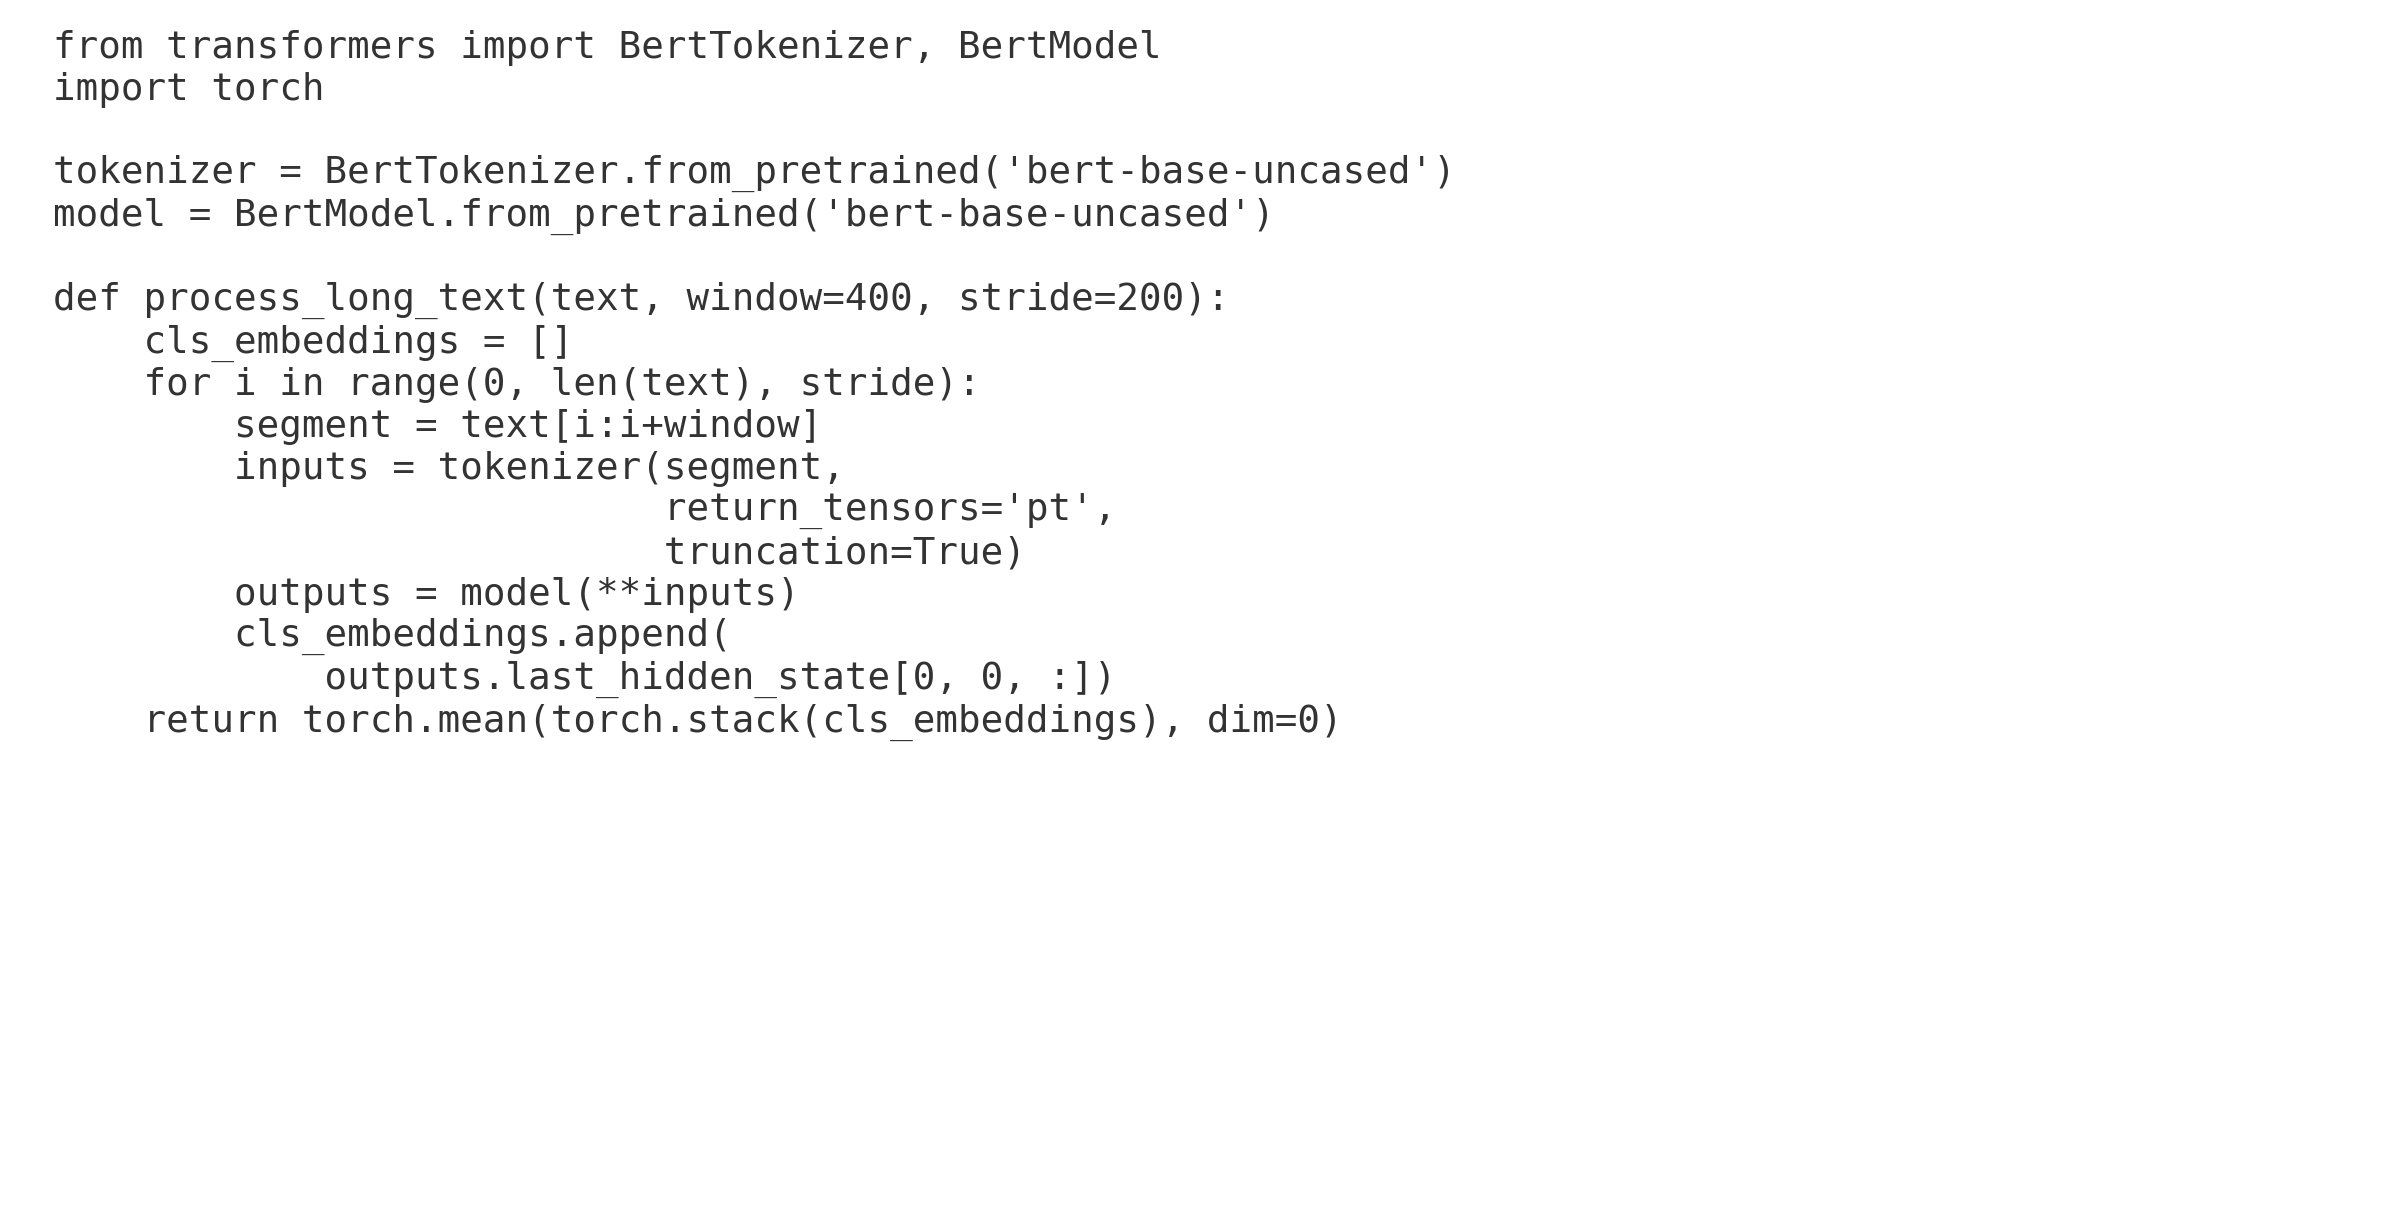 from transformers import BertTokenizer, BertModel
import torch

tokenizer = BertTokenizer.from_pretrained('bert-base-uncased')
model = BertModel.from_pretrained('bert-base-uncased')

def process_long_text(text, window=400, stride=200):
    cls_embeddings = []
    for i in range(0, len(text), stride):
        segment = text[i:i+window]
        inputs = tokenizer(segment,
                           return_tensors='pt',
                           truncation=True)
        outputs = model(**inputs)
        cls_embeddings.append(
            outputs.last_hidden_state[0, 0, :])
    return torch.mean(torch.stack(cls_embeddings), dim=0)